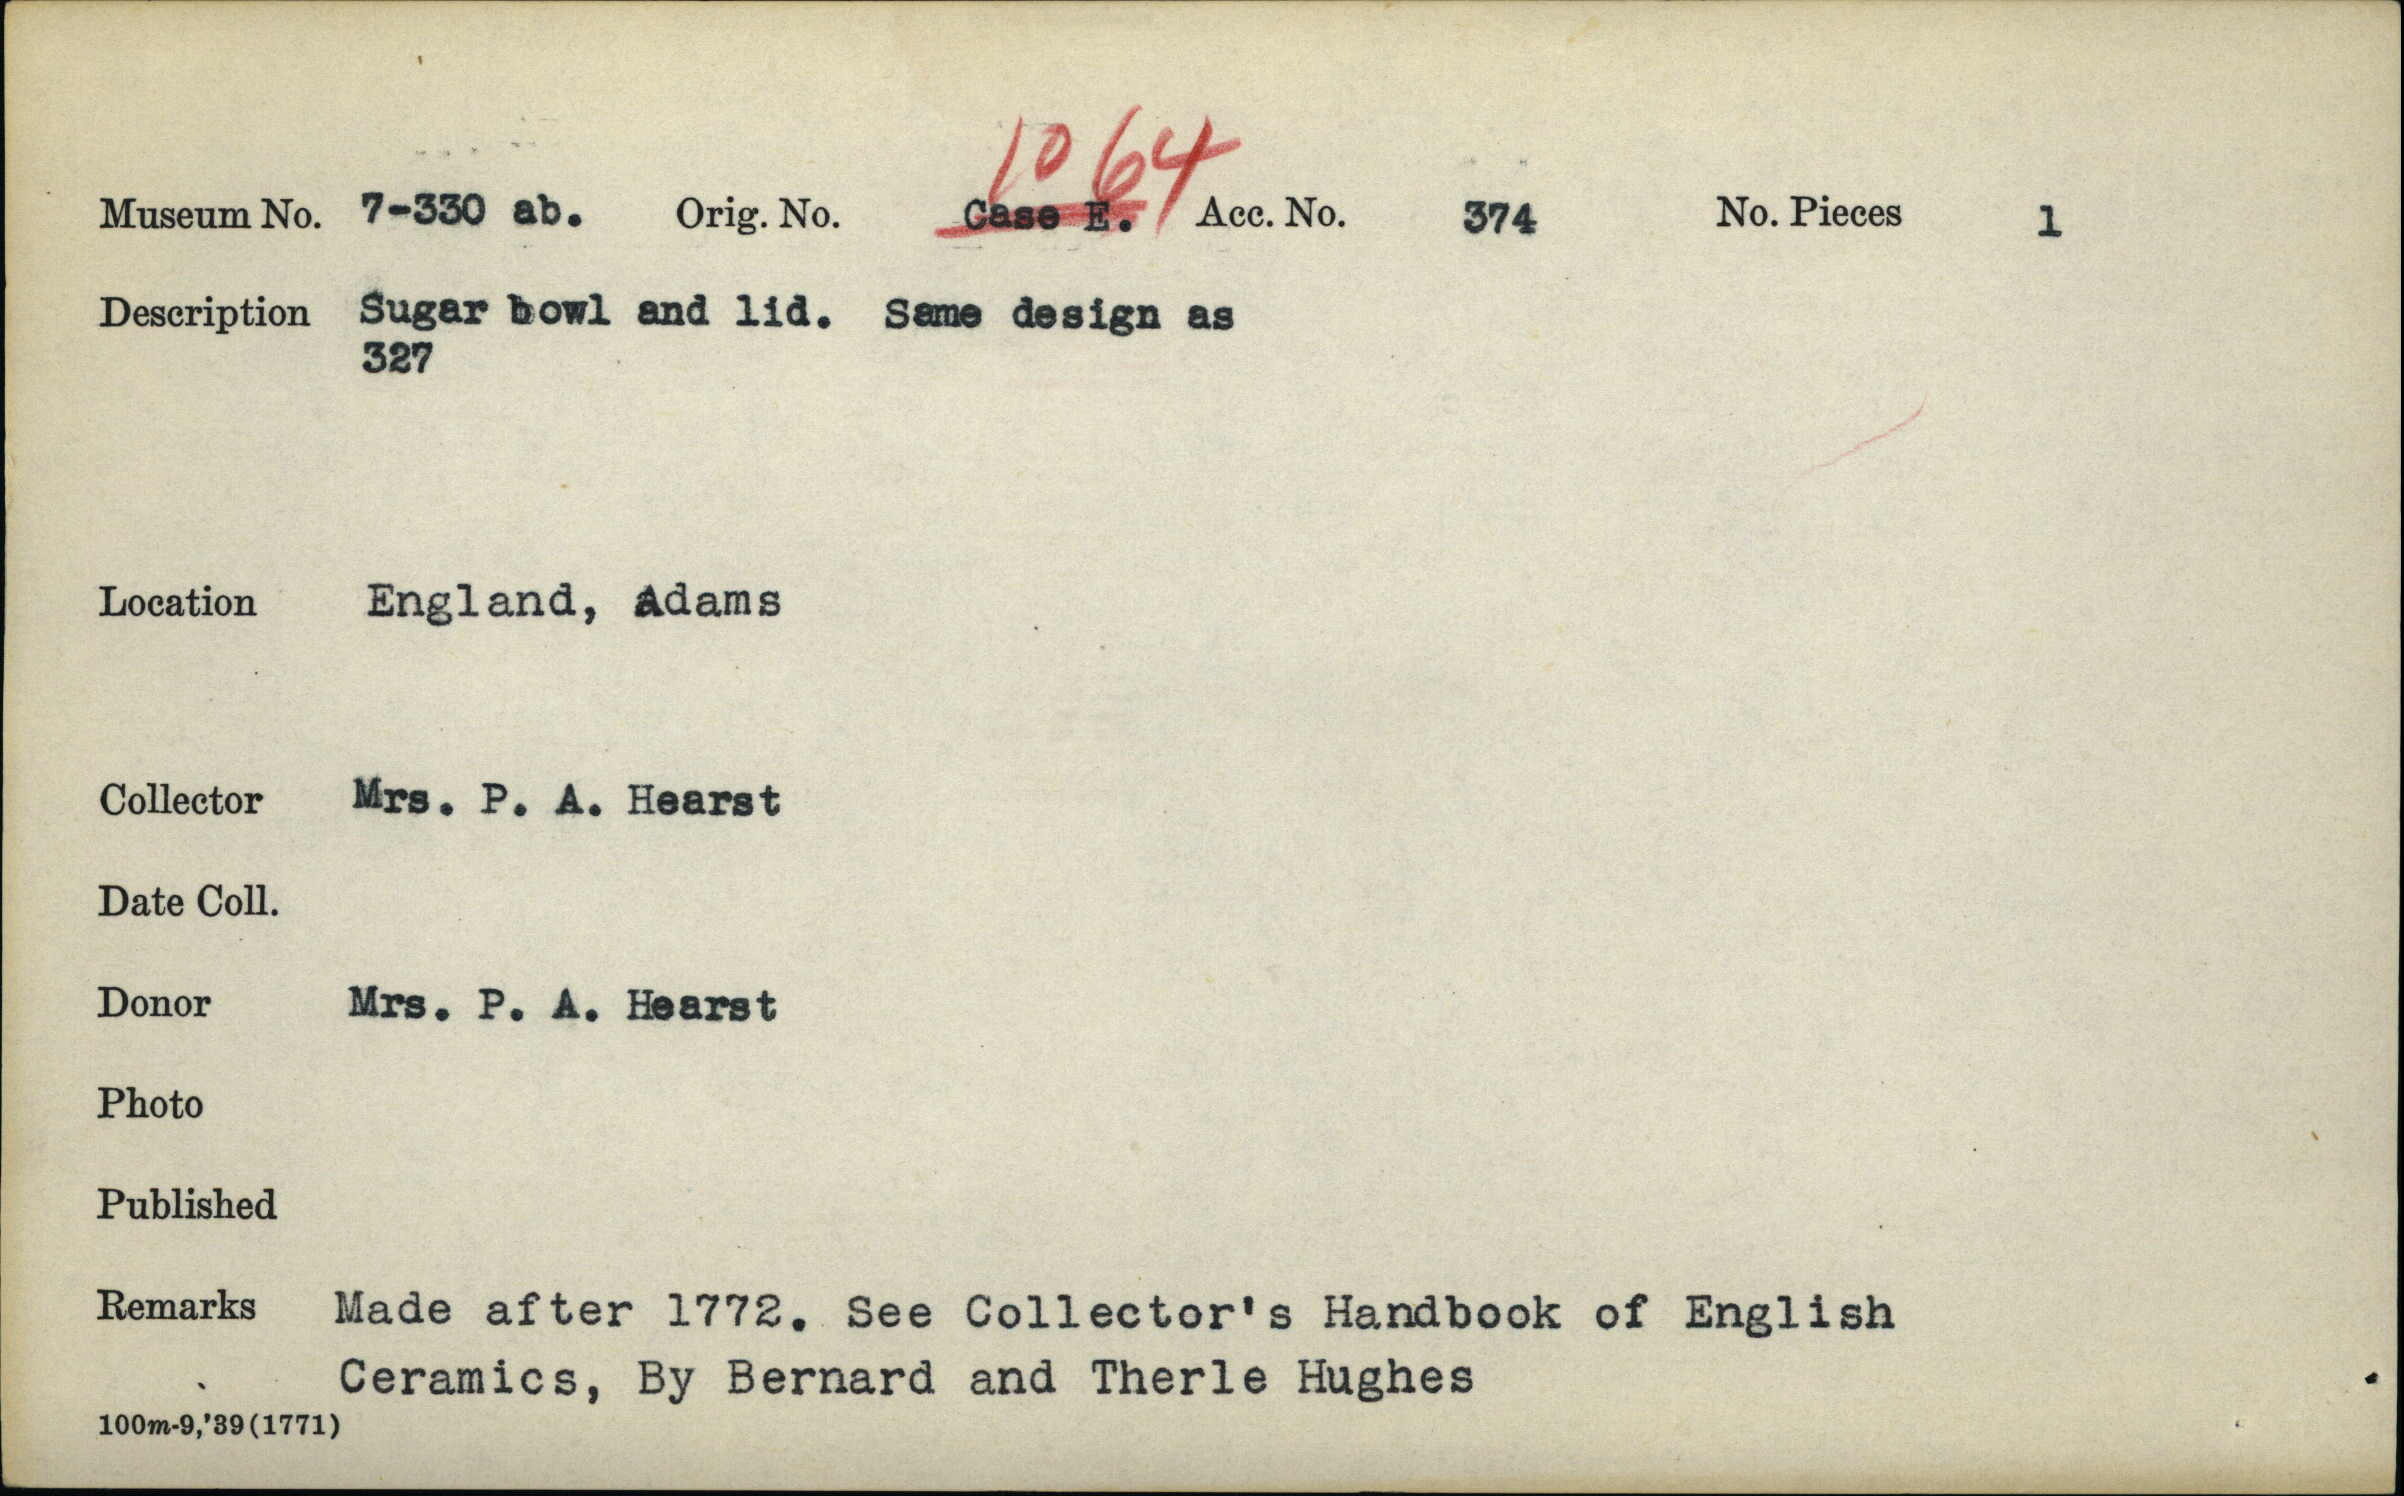 1064
Museum No. 7-330 ab. Orig. No. Case E. Acc. No. 374 No. Pieces 1
Description Sugar bowl and lid. Same design as
327
Location England, Adams
Collector Mrs. P. A. Hearst
Date Coll.
Donor Mrs. P. A. Hearst
Photo
Published
Remarks Made after 1772. See Collector's Handbook of English
Ceramics, By Bernard and Therle Hughes
100m-9,'39(1771)